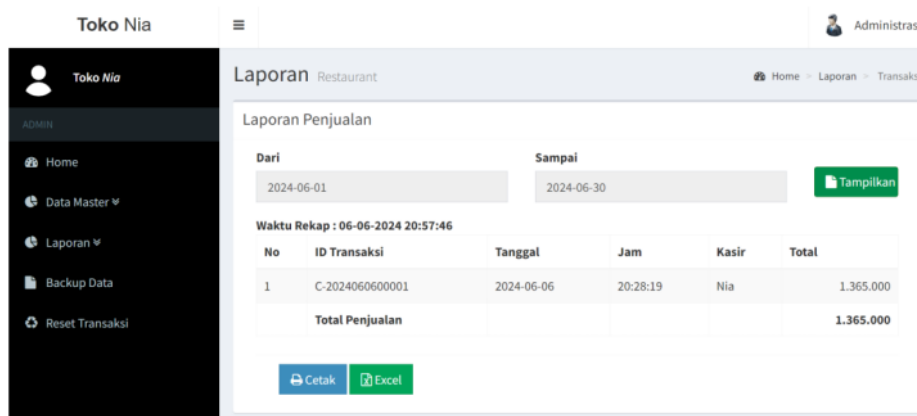 Toko Nia
Administras
Toko Nia
ADMIN
Home
Data Master
Laporan
Backup Data
Reset Transaksi
Laporan Restaurant
Home > Laporan > Transaks
Laporan Penjualan
Dari Sampai
2024-06-01 2024-06-30 Tampilkan
Waktu Rekap : 06-06-2024 20:57:46
No ID Transaksi Tanggal Jam Kasir Total
1 C-2024060600001 2024-06-06 20:28:19 Nia 1.365.000
Total Penjualan 1.365.000
Cetak Excel